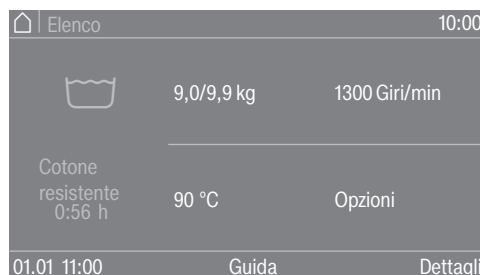 Elenco 10:00
9,0/9,9 kg 1300 Giri/min
Cotone
resistente
0:56 h
90 °C Opzioni
01.01 11:00 Guida Dettagli